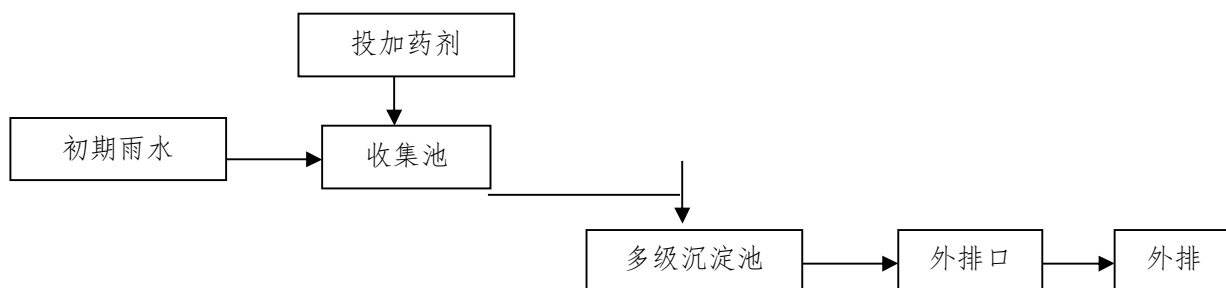 投加药剂
初期雨水
收集池
多级沉淀池
外排口
外排